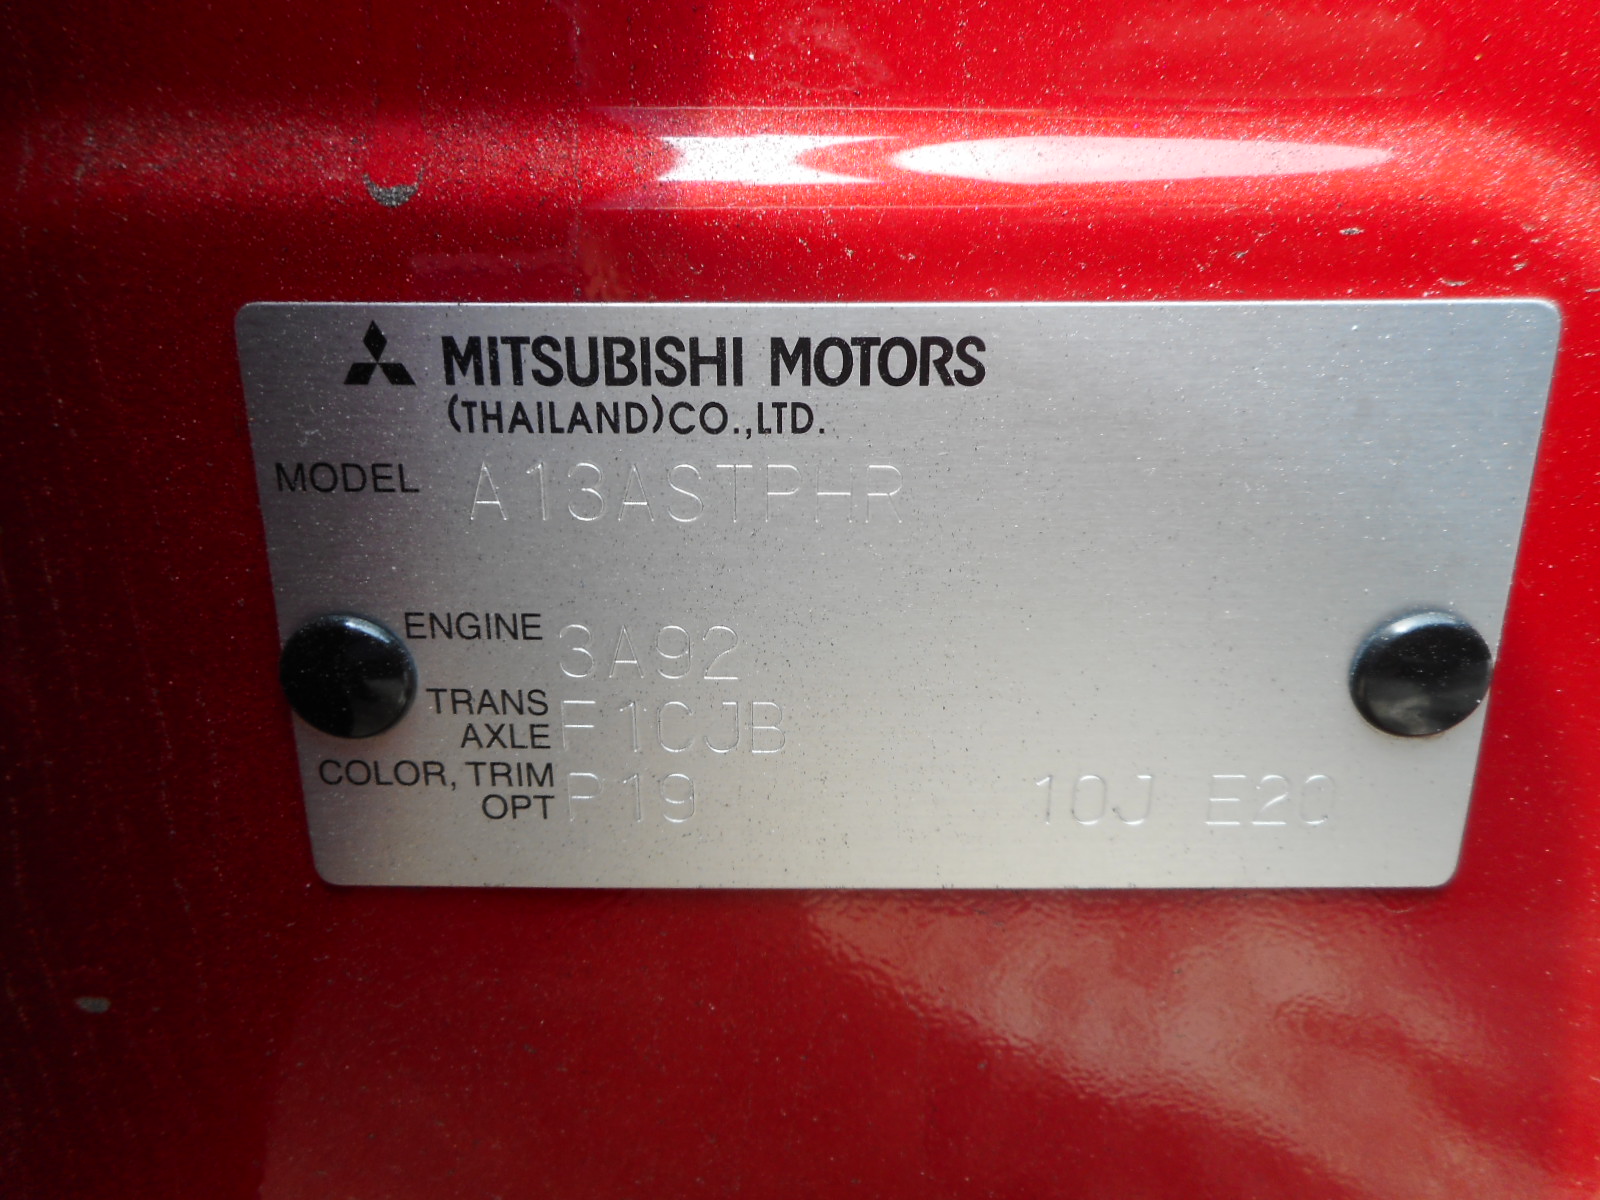 MITSUBISHI MOTORS
(THAILAND)CO.,LTD.
MODEL A13ASTPHR
ENGINE 3A92
TRANS
AXLE F1CJB
COLOR, TRIM
OPT P19 10J E20